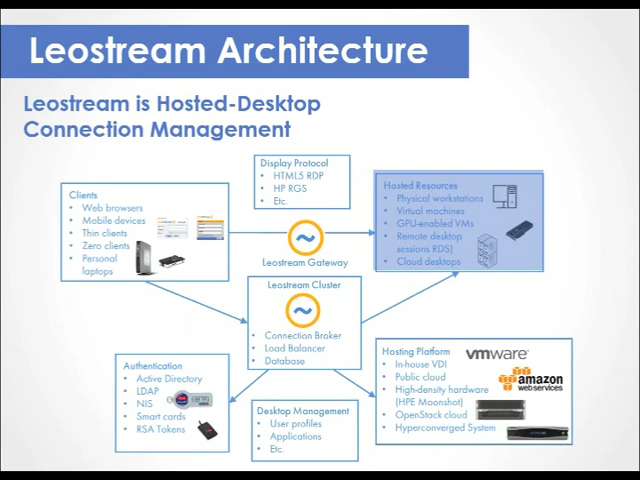 Leostream Architecture
Leostream is Hosted-Desktop
Connection Management
Display Protocol
• HTML5 RDP
• HP RGS
• Etc.
Clients
• Web browsers
• Mobile devices
• Thin clients
• Zero clients
• Personal
laptops
Leostream Gateway
Hosted Resources
• Physical workstations
• Virtual machines
• GPU-enabled VMs
• Remote desktop
sessions RDS)
• Cloud desktops
Leostream Cluster
• Connection Broker
• Load Balancer
• Database
Authentication
• Active Directory
• LDAP
• NIS
• Smart cards
• RSA Tokens
Desktop Management
• User profiles
• Applications
• Etc.
Hosting Platform
• In-house VDI
• Public cloud
• High-density hardware
(HPE Moonshot)
• OpenStack cloud
• Hyperconverged System
vmware
amazon
webservices